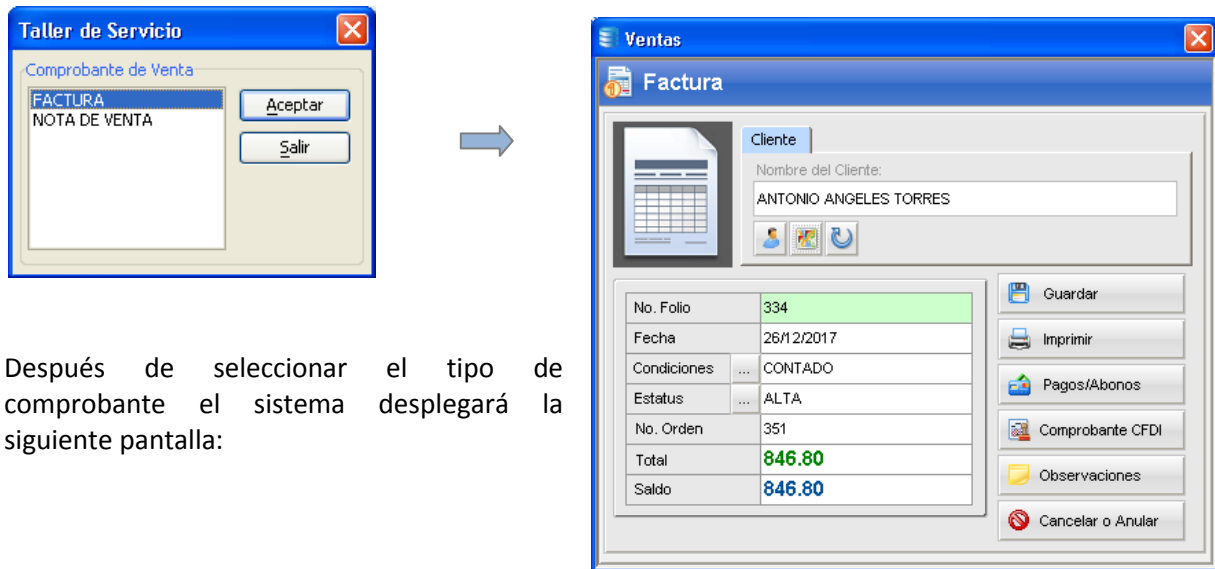 Taller de Servicio
Comprobante de Venta
FACTURA
NOTA DE VENTA
Aceptar
Salir
Después de seleccionar el tipo de
comprobante el sistema desplegará la
siguiente pantalla:
Ventas
Factura
Cliente
Nombre del Cliente:
ANTONIO ANGELES TORRES
No. Folio 334
Fecha 26/12/2017
Condiciones ... CONTADO
Estatus ... ALTA
No. Orden 351
Total 846.80
Saldo 846.80
Guardar
Imprimir
Pagos/Abonos
Comprobante CFDI
Observaciones
Cancelar o Anular